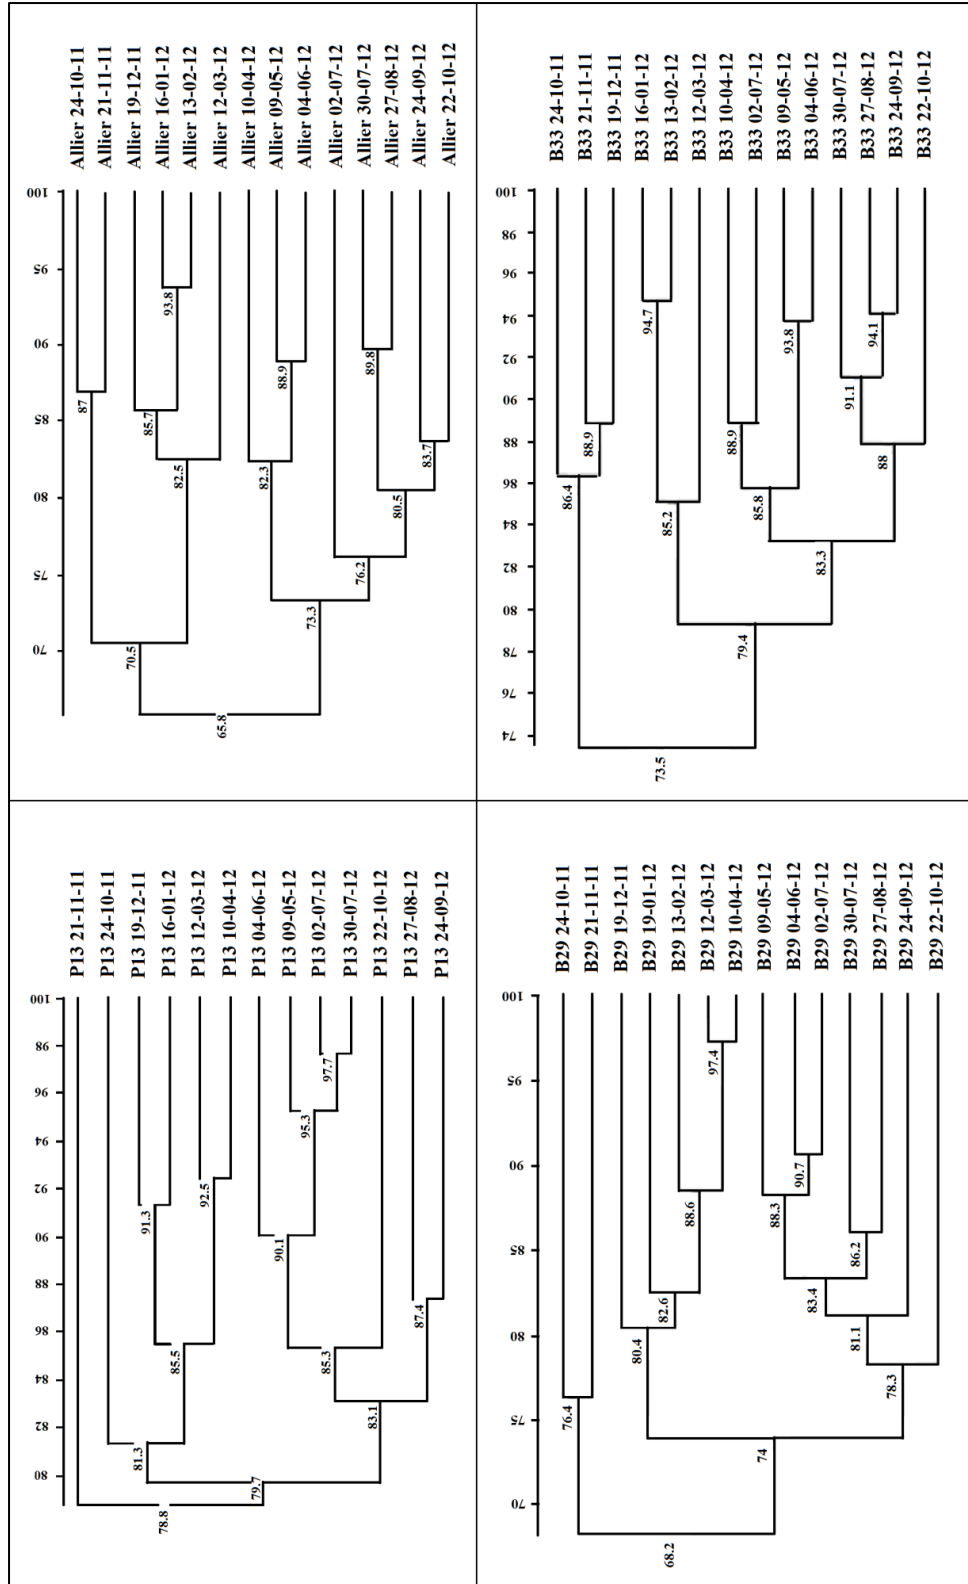 Allier 24-10-11
Allier 21-11-11
Allier 19-12-11
Allier 16-01-12
Allier 13-02-12
Allier 12-03-12
Allier 10-04-12
Allier 09-05-12
Allier 04-06-12
Allier 02-07-12
Allier 30-07-12
Allier 27-08-12
Allier 24-09-12
Allier 22-10-12
100
95
90
85
80
75
70
93.8
89.8
88.9
87
85.7
83.7
82.5
82.3
80.5
76.2
73.3
70.5
65.8
B33 24-10-11
B33 21-11-11
B33 19-12-11
B33 16-01-12
B33 13-02-12
B33 12-03-12
B33 10-04-12
B33 02-07-12
B33 09-05-12
B33 04-06-12
B33 30-07-12
B33 27-08-12
B33 24-09-12
B33 22-10-12
100
98
96
94
92
90
88
86
84
82
80
78
76
74
94.7
93.8
94.1
91.1
88.9
88.9
88
86.4
85.8
85.2
83.3
79.4
73.5
P13 21-11-11
P13 24-10-11
P13 19-12-11
P13 16-01-12
P13 12-03-12
P13 10-04-12
P13 04-06-12
P13 09-05-12
P13 02-07-12
P13 30-07-12
P13 22-10-12
P13 27-08-12
P13 24-09-12
100
98
96
94
92
90
88
86
84
82
80
97.7
95.3
92.5
91.3
90.1
87.4
85.5
85.3
83.1
81.3
79.7
78.8
B29 24-10-11
B29 21-11-11
B29 19-12-11
B29 19-01-12
B29 13-02-12
B29 12-03-12
B29 10-04-12
B29 09-05-12
B29 04-06-12
B29 02-07-12
B29 30-07-12
B29 27-08-12
B29 24-09-12
B29 22-10-12
100
95
90
85
80
75
70
97.4
90.7
88.6
88.3
86.2
83.4
82.6
81.1
80.4
78.3
76.4
74
68.2